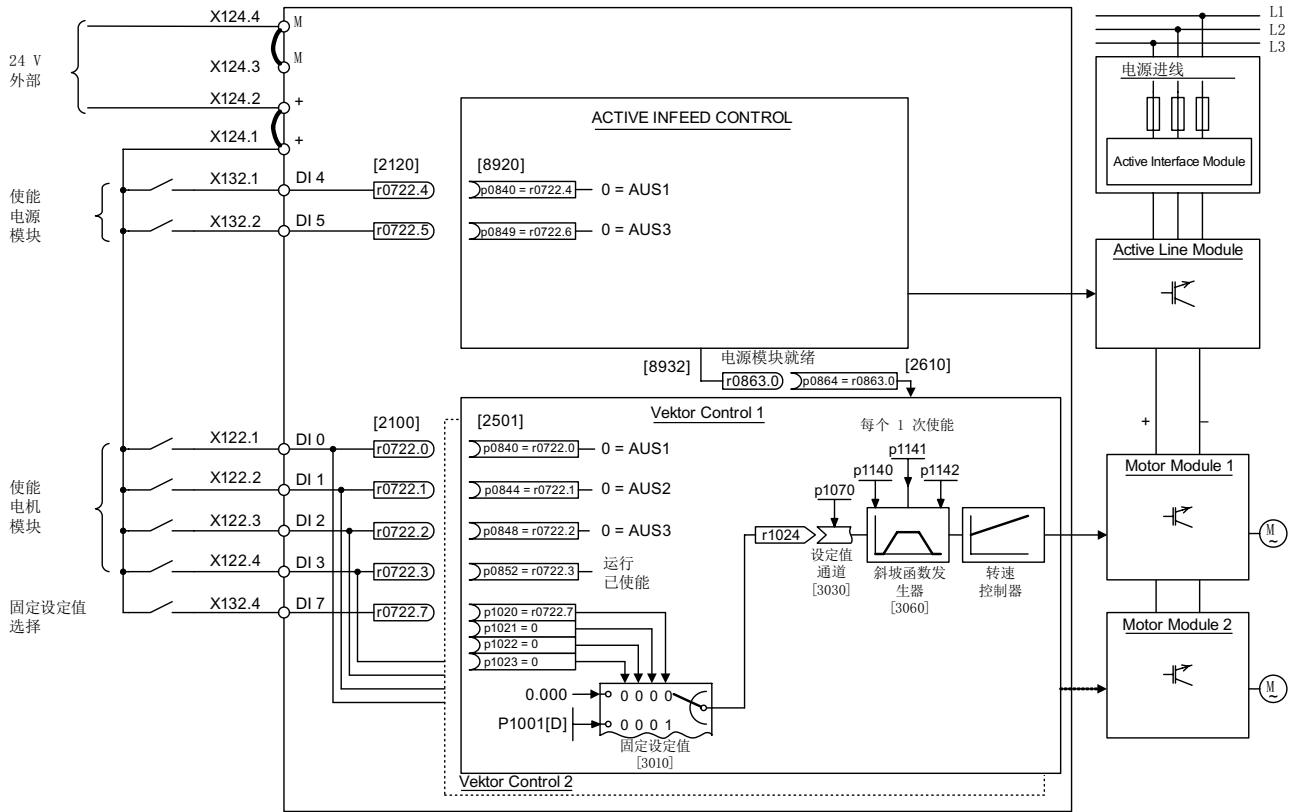 X124.4
M
24 V
外部
X124.3
M
X124.2
+
X124.1
+
使能
电源
模块
X132.1
DI 4
[2120]
r0722.4
X132.2
DI 5
r0722.5
ACTIVE INFEED CONTROL
[8920]
p0840 = r0722.4
0 = AUS1
p0849 = r0722.6
0 = AUS3
L1
L2
L3
电源进线
Active Interface Module
Active Line Module
[8932]
电源模块就绪
r0863.0
p0864 = r0863.0
[2610]
+
–
使能
电机
模块
X122.1
DI 0
[2100]
r0722.0
X122.2
DI 1
r0722.1
X122.3
DI 2
r0722.2
X122.4
DI 3
r0722.3
固定设定值
选择
X132.4
DI 7
r0722.7
Vektor Control 1
[2501]
p0840 = r0722.0
0 = AUS1
p0844 = r0722.1
0 = AUS2
p0848 = r0722.2
0 = AUS3
p0852 = r0722.3
运行
已使能
p1020 = r0722.7
p1021 = 0
p1022 = 0
p1023 = 0
0.000
0 0 0 0
P1001[D]
0 0 0 1
固定设定值
[3010]
每个 1 次使能
p1141
p1140
p1142
p1070
r1024
设定值
通道
[3030]
斜坡函数发
生器
[3060]
转速
控制器
Vektor Control 2
Motor Module 1
M
~
Motor Module 2
M
~